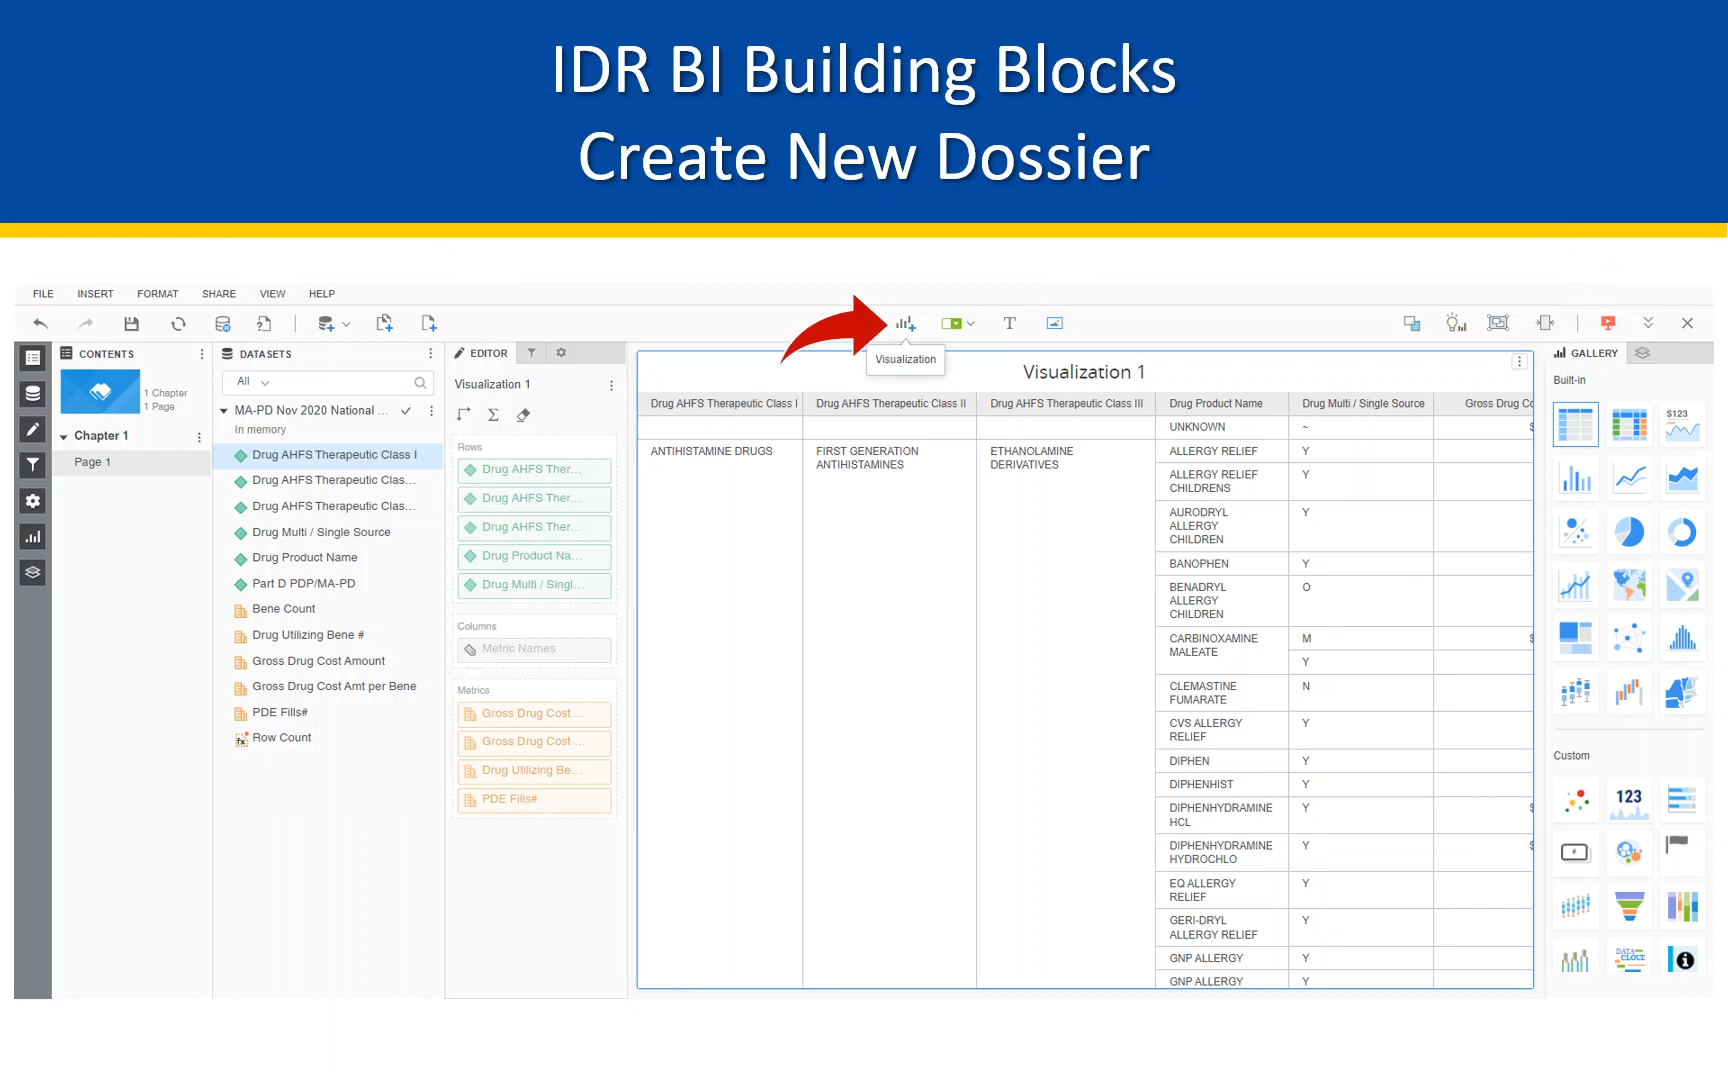 IDR BI Building Blocks
Create New Dossier
FILE INSERT FORMAT SHARE VIEW HELP
Visualization
CONTENTS
1 Chapter
1 Page
Chapter 1
Page 1
DATASETS
All
MA-PD Nov 2020 National ...
In memory
Drug AHFS Therapeutic Class I
Drug AHFS Therapeutic Clas...
Drug AHFS Therapeutic Clas...
Drug Multi / Single Source
Drug Product Name
Part D PDP/MA-PD
Bene Count
Drug Utilizing Bene #
Gross Drug Cost Amount
Gross Drug Cost Amt per Bene
PDE Fills#
fx Row Count
EDITOR
Visualization 1
Rows
Drug AHFS Ther...
Drug AHFS Ther...
Drug AHFS Ther...
Drug Product Na...
Drug Multi / Singl...
Columns
Metric Names
Metrics
Gross Drug Cost ...
Gross Drug Cost ...
Drug Utilizing Be...
PDE Fills#
Visualization 1
Drug AHFS Therapeutic Class I Drug AHFS Therapeutic Class II Drug AHFS Therapeutic Class III Drug Product Name Drug Multi / Single Source Gross Drug Co
UNKNOWN ~ $
ANTIHISTAMINE DRUGS FIRST GENERATION ETHANOLAMINE ALLERGY RELIEF Y
ANTIHISTAMINES DERIVATIVES
ALLERGY RELIEF Y
CHILDRENS
AURODRYL Y
ALLERGY
CHILDREN
BANOPHEN Y
BENADRYL O
ALLERGY
CHILDREN
CARBINOXAMINE M $
MALEATE
Y
CLEMASTINE N
FUMARATE
CVS ALLERGY Y
RELIEF
DIPHEN Y
DIPHENHIST Y
DIPHENHYDRAMINE Y $
HCL
DIPHENHYDRAMINE Y $
HYDROCHLO
EQ ALLERGY Y
RELIEF
GERI-DRYL Y
ALLERGY RELIEF
GNP ALLERGY Y
GNP ALLERGY Y
GALLERY
Built-in
$123
Custom
123
#
DATA
CLOUD